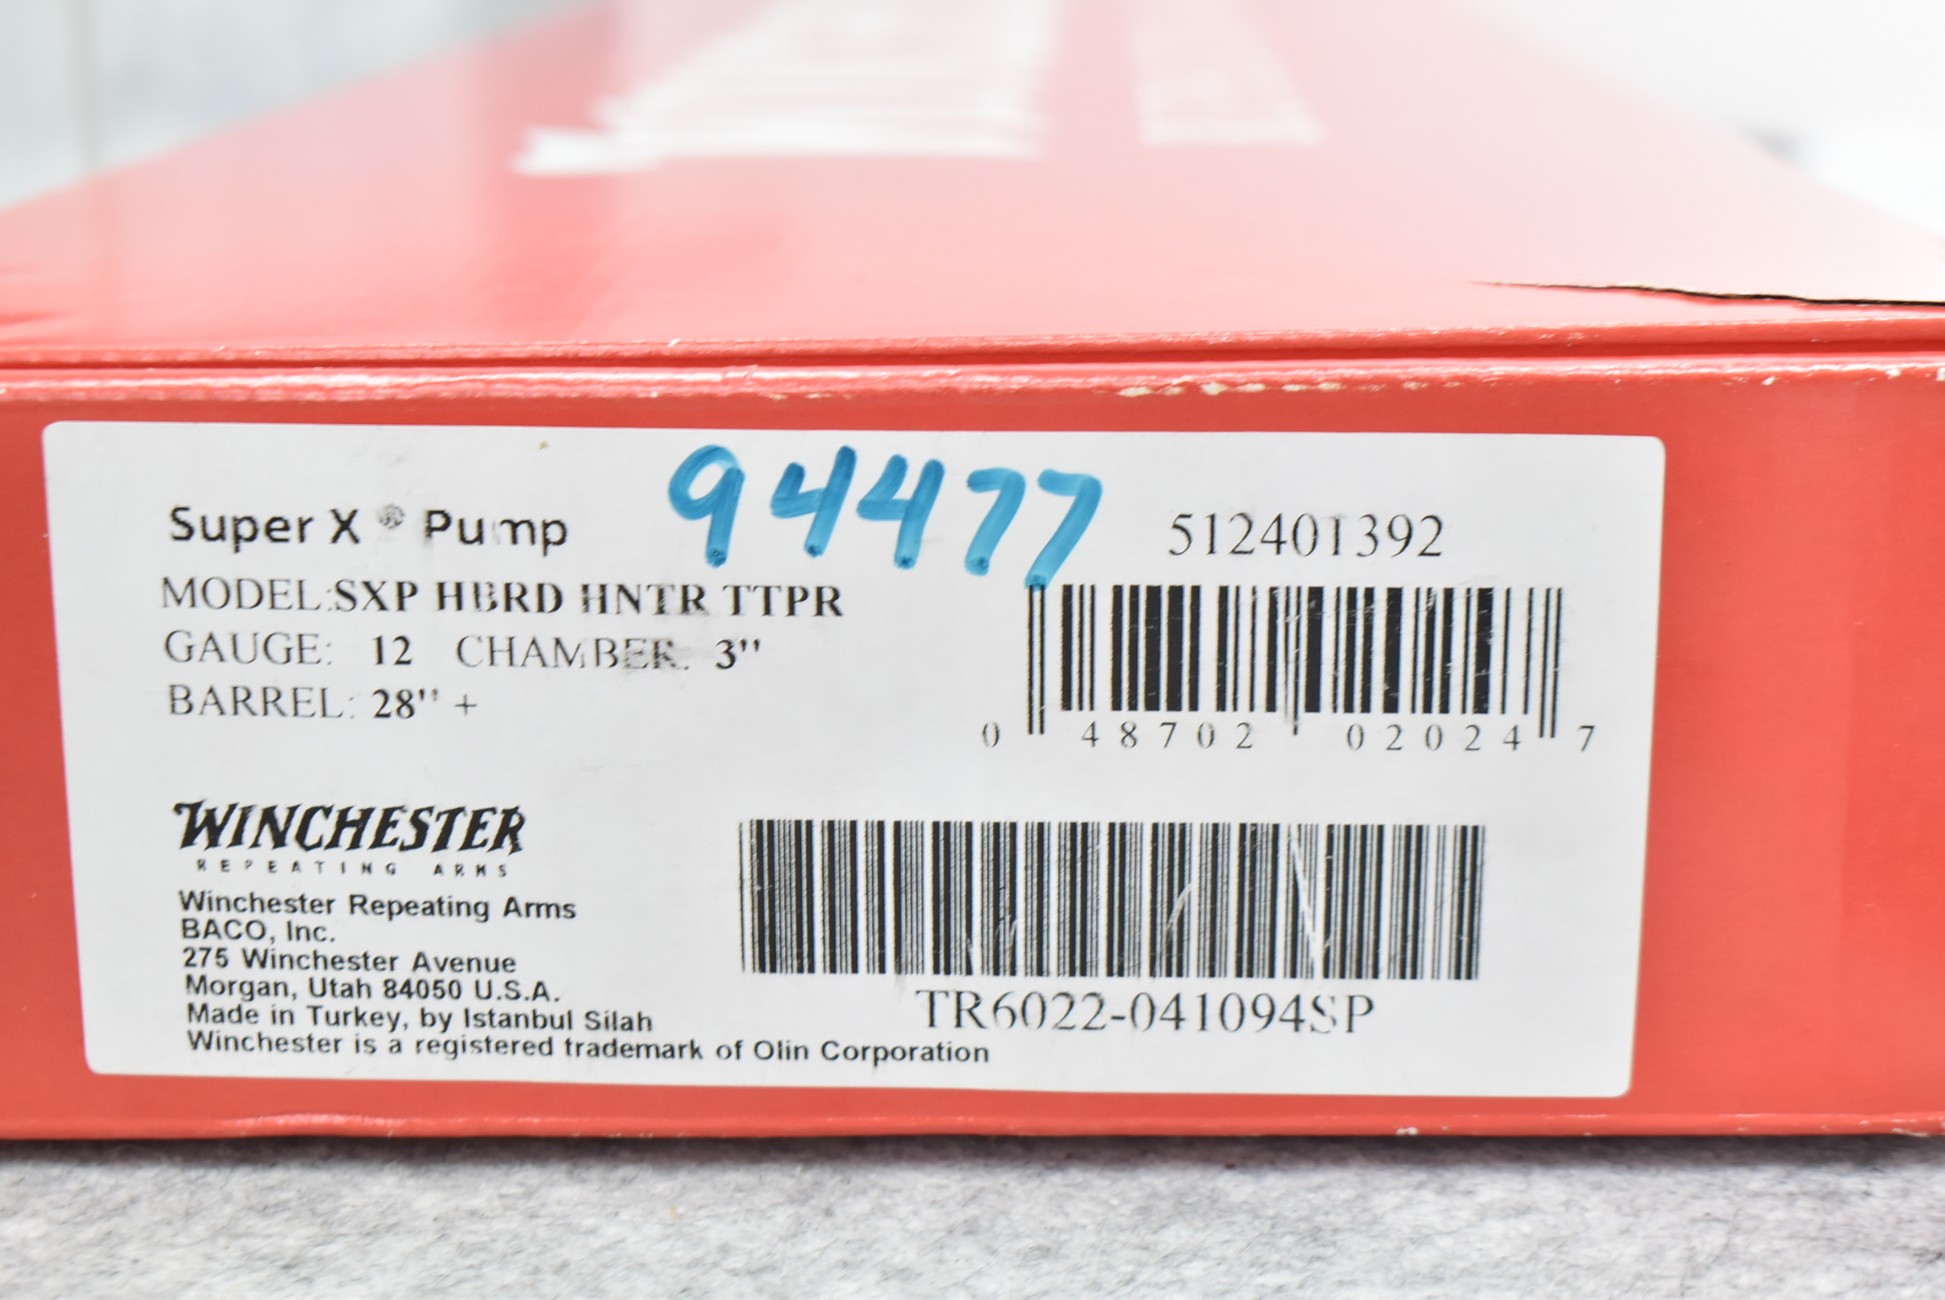 94477
Super X ® Pump
MODEL:SXP HBRD HNTR TTPR
GAUGE: 12 CHAMBER: 3"
BARREL: 28" +
512401392
0 48702 02024 7
WINCHESTER
REPEATING ARMS
Winchester Repeating Arms
BACO, Inc.
275 Winchester Avenue
Morgan, Utah 84050 U.S.A.
Made in Turkey, by Istanbul Silah
Winchester is a registered trademark of Olin Corporation
TR6022-041094SP